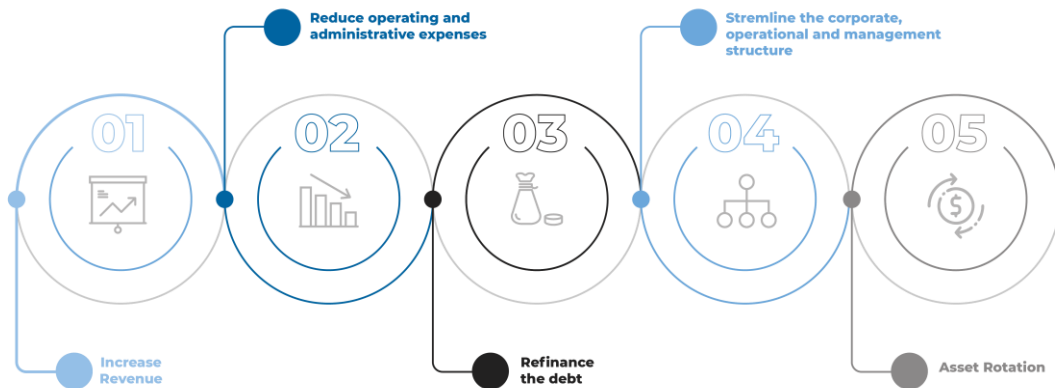 Reduce operating and
administrative expenses
Stremline the corporate,
operational and management
structure
01
02
03
04
05
Increase
Revenue
Refinance
the debt
Asset Rotation